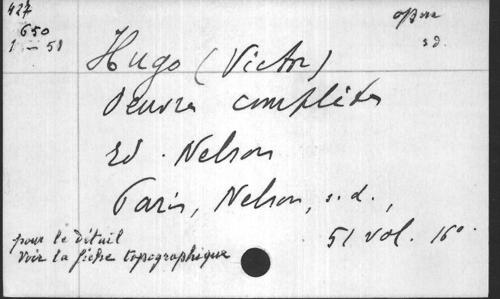 427
650
1 - 51
opera
s.d.
Hugo (Victor)
Oeuvres complètes
Ed. Nelson
Paris, Nelson, s.d.,
51 vol. 16°
pour le détail
voir la fiche topographique